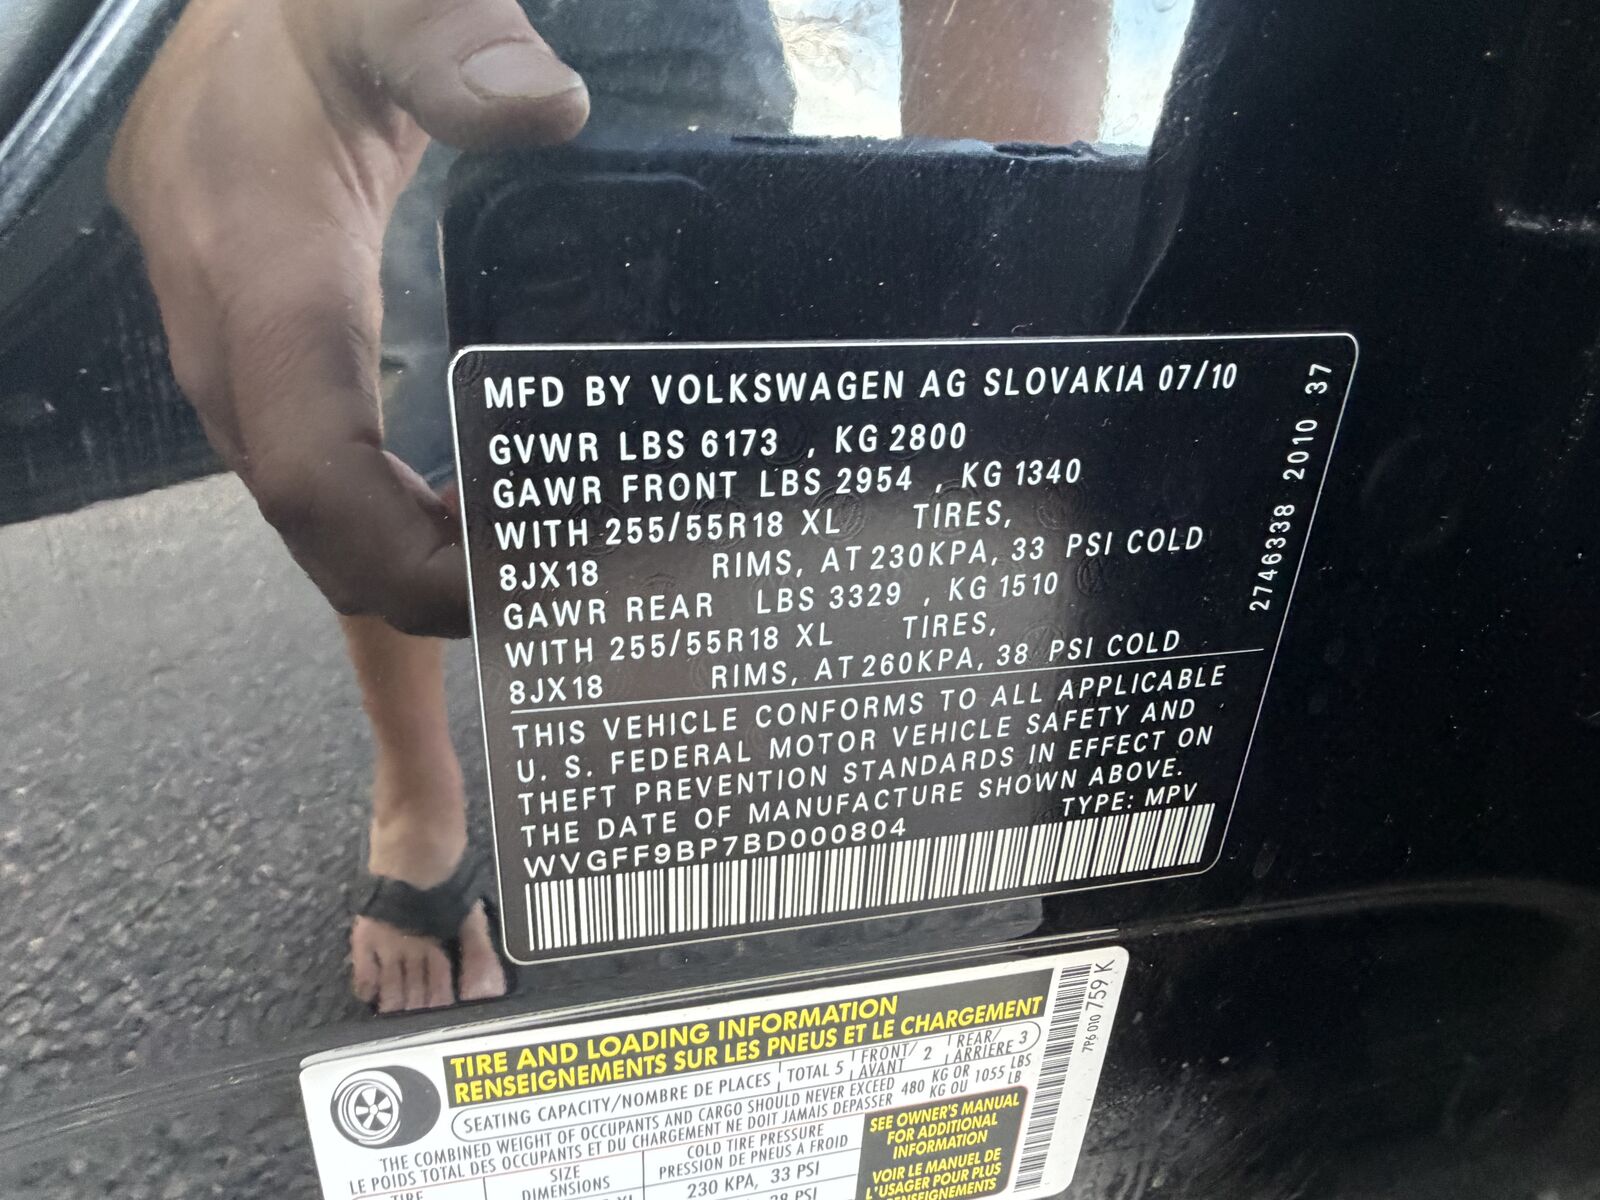 MFD BY VOLKSWAGEN AG SLOVAKIA 07/10
GVWR LBS 6173 , KG 2800
GAWR FRONT LBS 2954 , KG 1340
WITH 255/55R18 XL TIRES,
8JX18 RIMS, AT 230KPA, 33 PSI COLD
GAWR REAR LBS 3329 , KG 1510
WITH 255/55R18 XL TIRES,
8JX18 RIMS, AT 260KPA, 38 PSI COLD
THIS VEHICLE CONFORMS TO ALL APPLICABLE
U. S. FEDERAL MOTOR VEHICLE SAFETY AND
THEFT PREVENTION STANDARDS IN EFFECT ON
THE DATE OF MANUFACTURE SHOWN ABOVE.
WVGFF9BP7BD000804 TYPE: MPV
2746338 2010 37
TIRE AND LOADING INFORMATION
RENSEIGNEMENTS SUR LES PNEUS ET LE CHARGEMENT
SEATING CAPACITY/NOMBRE DE PLACES TOTAL 5 FRONT/AVANT 2 REAR/ARRIÈRE 3
THE COMBINED WEIGHT OF OCCUPANTS AND CARGO SHOULD NEVER EXCEED 480 KG OR 1055 LBS
LE POIDS TOTAL DES OCCUPANTS ET DU CHARGEMENT NE DOIT JAMAIS DEPASSER KG OU LB
TIRE SIZE COLD TIRE PRESSURE
DIMENSIONS PRESSION DE PNEUS A FROID
230 KPA, 33 PSI
38 PSI
SEE OWNER'S MANUAL
FOR ADDITIONAL
INFORMATION
VOIR LE MANUEL DE
L'USAGER POUR PLUS
7P6 010 759 K